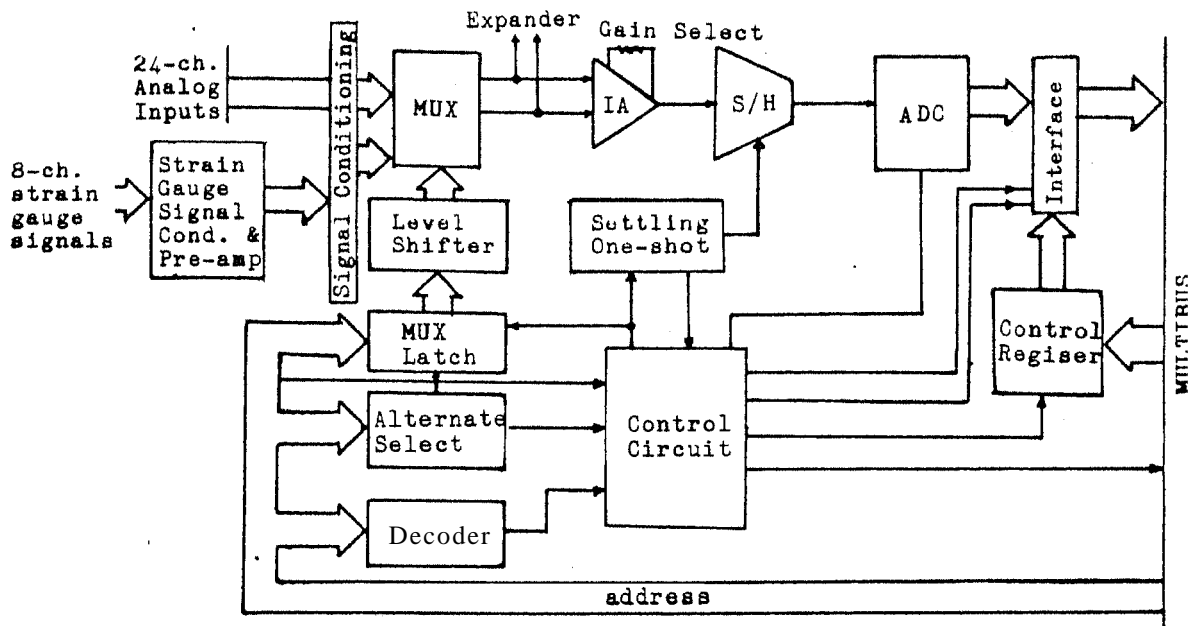 Expander
Gain Select
24-ch.
Analog
Inputs
Signal Conditioning
MUX
IA
S/H
ADC
Interface
8-ch.
strain
gauge
signals
Strain
Gauge
Signal
Cond. &
Pre-amp
Level
Shifter
Settling
One-shot
MUX
Latch
Control
Regiser
MULTIBUS
Alternate
Select
Control
Circuit
Decoder
address